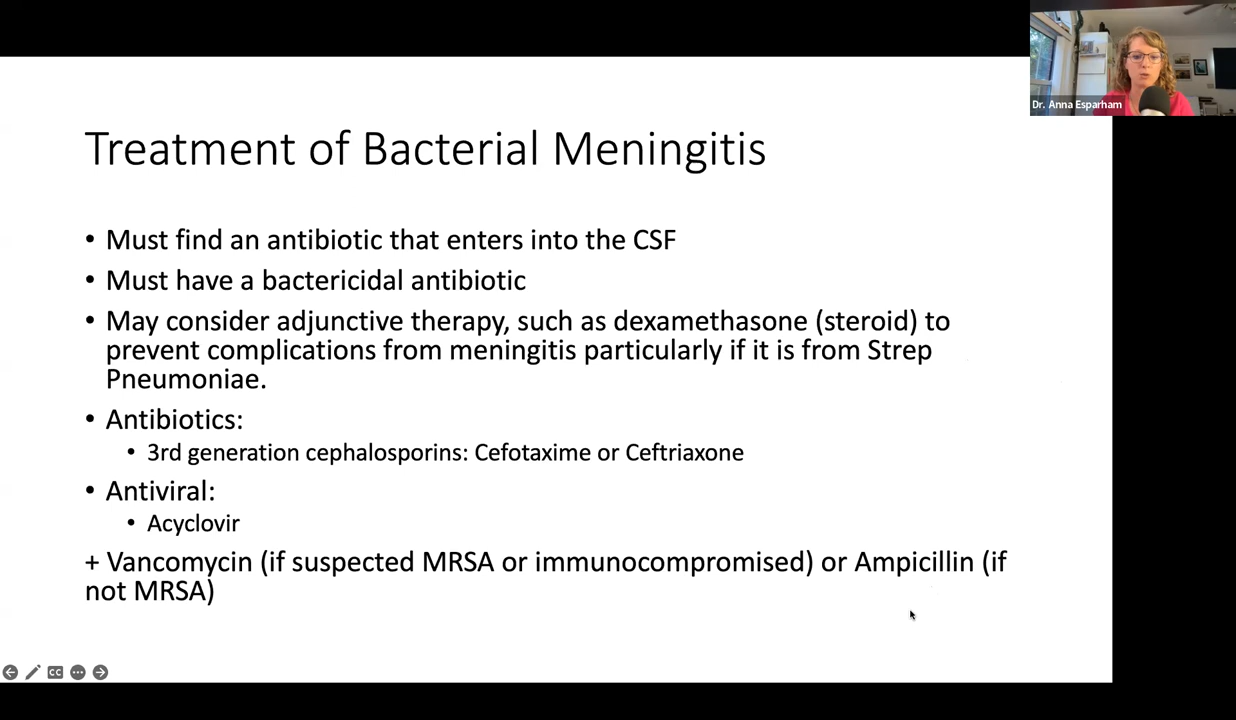 Dr. Anna Esparham
Treatment of Bacterial Meningitis
• Must find an antibiotic that enters into the CSF
• Must have a bactericidal antibiotic
• May consider adjunctive therapy, such as dexamethasone (steroid) to
prevent complications from meningitis particularly if it is from Strep
Pneumoniae.
• Antibiotics:
• 3rd generation cephalosporins: Cefotaxime or Ceftriaxone
• Antiviral:
• Acyclovir
+ Vancomycin (if suspected MRSA or immunocompromised) or Ampicillin (if
not MRSA)
CC